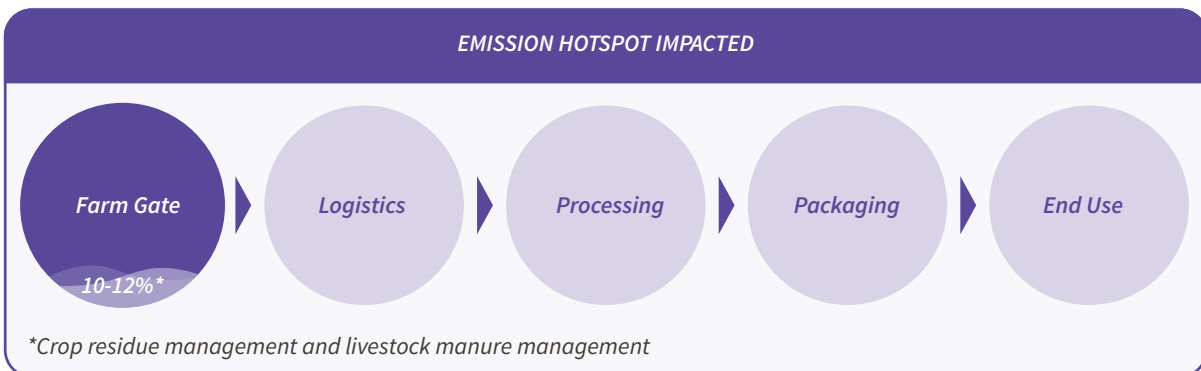 EMISSION HOTSPOT IMPACTED
Farm Gate
10-12%*
Logistics
Processing
Packaging
End Use
*Crop residue management and livestock manure management